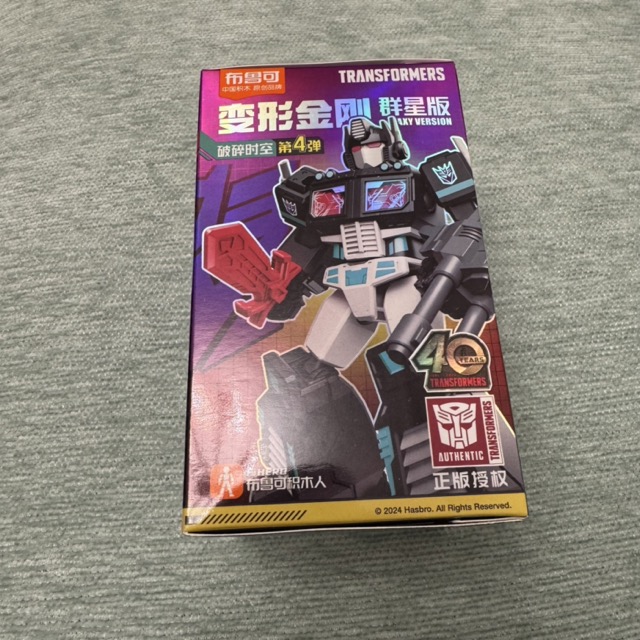 布鲁可
中国积木 原创品牌
TRANSFORMERS
变形金刚 群星版
AXY VERSION
破碎时空 第4弹
40
YEARS
TRANSFORMERS
AUTHENTIC
TRANSFORMERS
HERO
布鲁可积木人
正版授权
© 2024 Hasbro. All Rights Reserved.